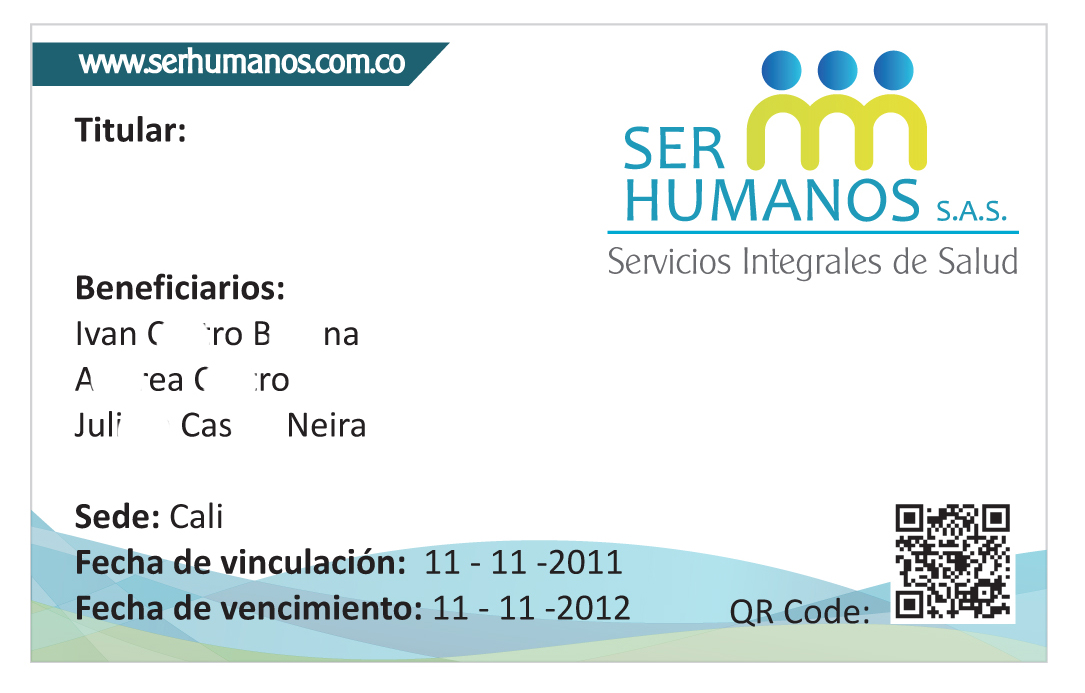 www.serhumanos.com.co
Titular:
SER
HUMANOS S.A.S.
Servicios Integrales de Salud
Beneficiarios:
Ivan
Neira
Sede: Cali
Fecha de vinculación: 11 - 11 -2011
Fecha de vencimiento: 11 - 11 -2012
QR Code: